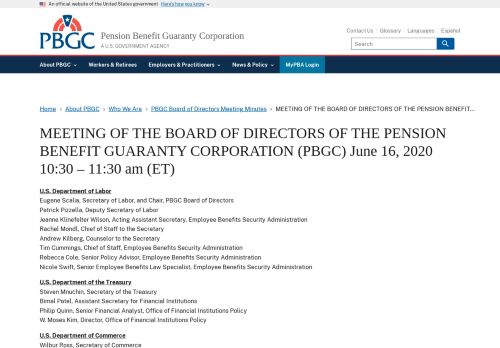 An official website of the United States government Here's how you know
PBGC
Pension Benefit Guaranty Corporation
A U.S. GOVERNMENT AGENCY
Contact Us Glossary Languages Español
Search
About PBGC Workers & Retirees Employers & Practitioners News & Policy MyPBA Login
Home › About PBGC › Who We Are › PBGC Board of Directors Meeting Minutes › MEETING OF THE BOARD OF DIRECTORS OF THE PENSION BENEFIT…
MEETING OF THE BOARD OF DIRECTORS OF THE PENSION
BENEFIT GUARANTY CORPORATION (PBGC) June 16, 2020
10:30 – 11:30 am (ET)
U.S. Department of Labor
Eugene Scalia, Secretary of Labor, and Chair, PBGC Board of Directors
Patrick Pizzella, Deputy Secretary of Labor
Jeanne Klinefelter Wilson, Acting Assistant Secretary, Employee Benefits Security Administration
Rachel Mondl, Chief of Staff to the Secretary
Andrew Kilberg, Counselor to the Secretary
Tim Cummings, Chief of Staff, Employee Benefits Security Administration
Rebecca Cole, Senior Policy Advisor, Employee Benefits Security Administration
Nicole Swift, Senior Employee Benefits Law Specialist, Employee Benefits Security Administration
U.S. Department of the Treasury
Steven Mnuchin, Secretary of the Treasury
Bimal Patel, Assistant Secretary for Financial Institutions
Philip Quinn, Senior Financial Analyst, Office of Financial Institutions Policy
W. Moses Kim, Director, Office of Financial Institutions Policy
U.S. Department of Commerce
Wilbur Ross, Secretary of Commerce